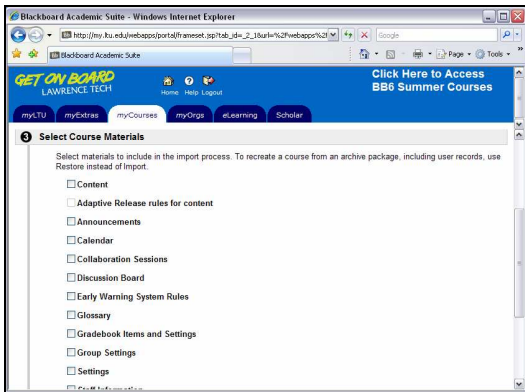 Blackboard Academic Suite - Windows Internet Explorer
http://my.ltu.edu/webapps/portal/frameset.jsp?tab_id=_2_1&url=%2Fwebapps%2f
Google
Blackboard Academic Suite
Page
Tools
GET ON BOARD
LAWRENCE TECH
Home Help Logout
Click Here to Access
BB6 Summer Courses
myLTU myExtras myCourses myOrgs eLearning Scholar
3 Select Course Materials
Select materials to include in the import process. To recreate a course from an archive package, including user records, use
Restore instead of Import.
Content
Adaptive Release rules for content
Announcements
Calendar
Collaboration Sessions
Discussion Board
Early Warning System Rules
Glossary
Gradebook Items and Settings
Group Settings
Settings
Staff Information